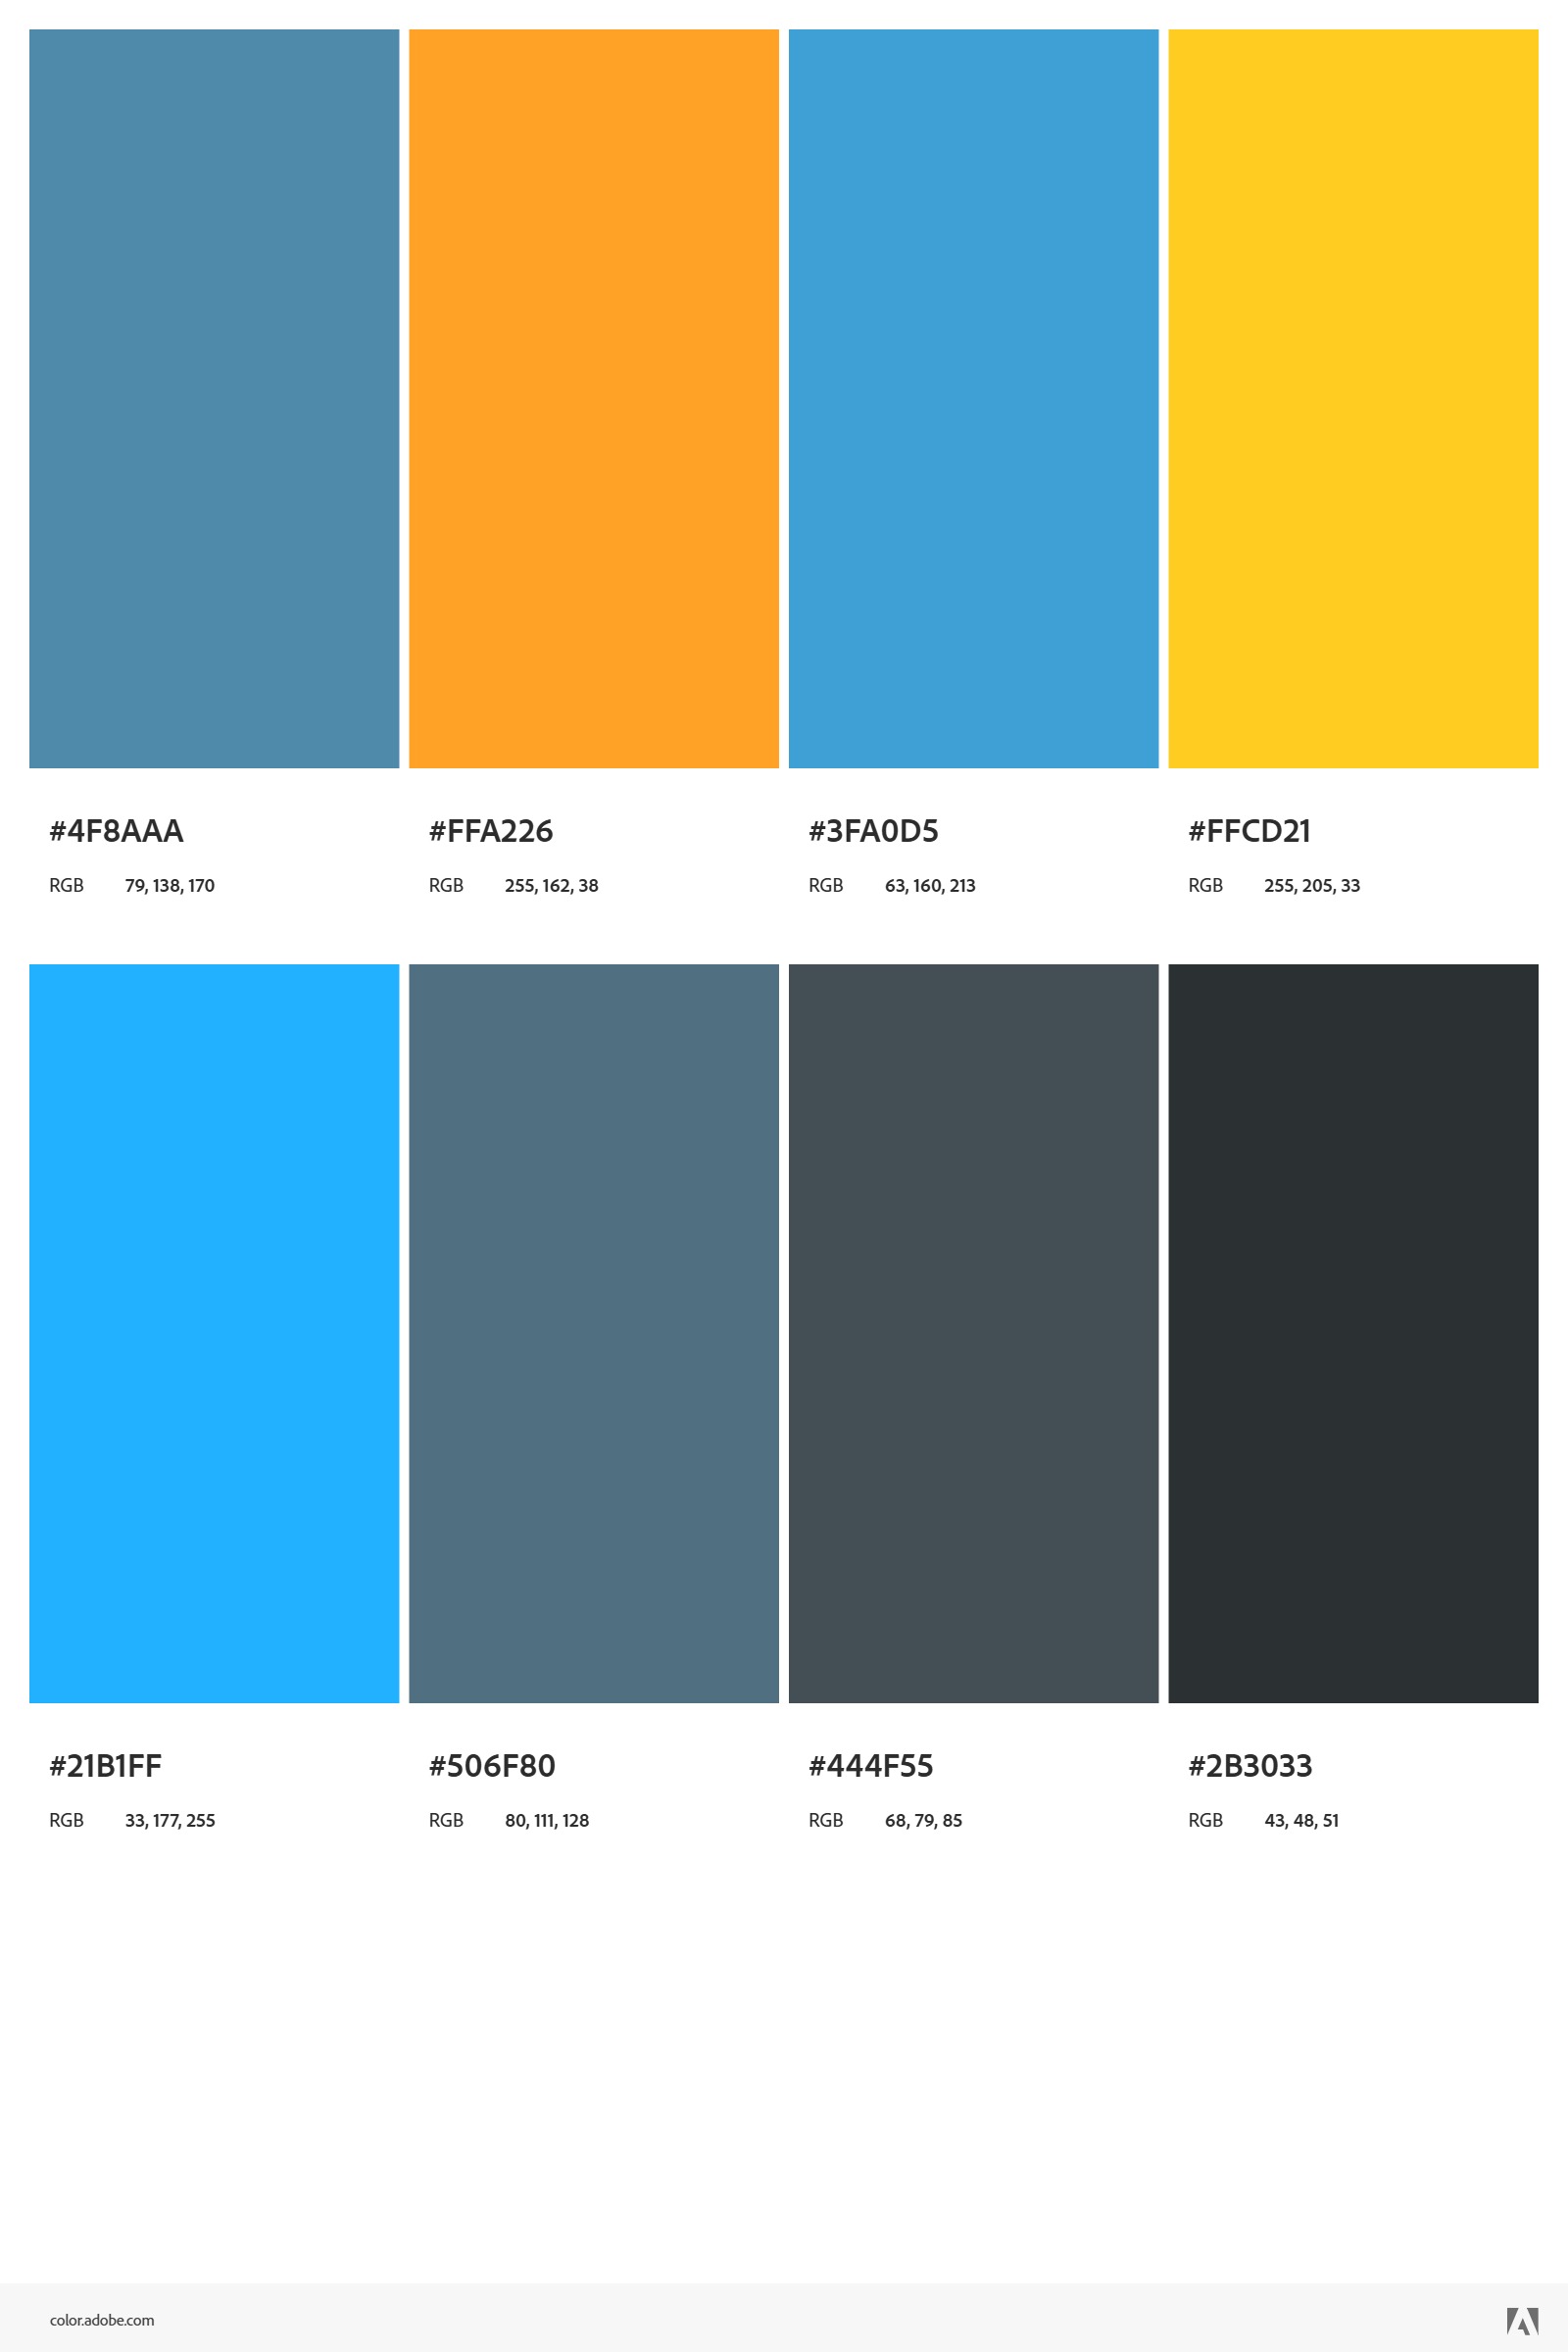 #4F8AAA #FFA226 #3FA0D5 #FFCD21
RGB 79, 138, 170 RGB 255, 162, 38 RGB 63, 160, 213 RGB 255, 205, 33
#21B1FF #506F80 #444F55 #2B3033
RGB 33, 177, 255 RGB 80, 111, 128 RGB 68, 79, 85 RGB 43, 48, 51
color.adobe.com